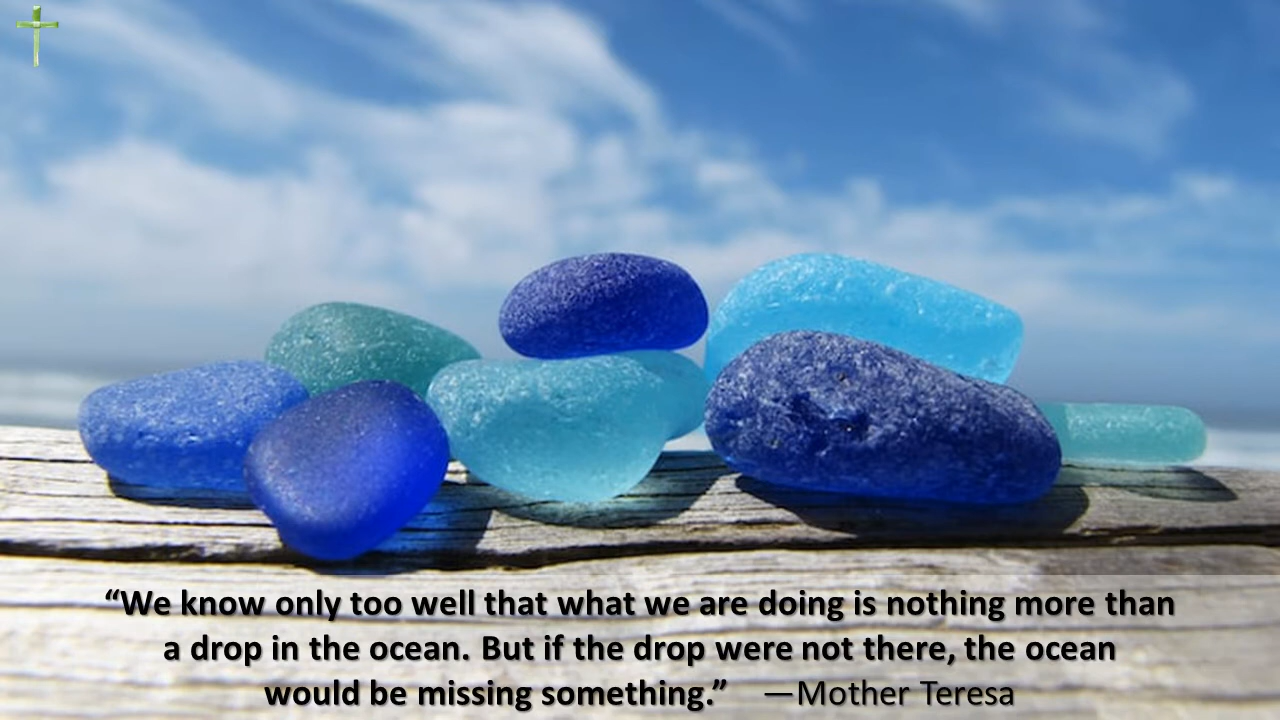 “We know only too well that what we are doing is nothing more than
a drop in the ocean. But if the drop were not there, the ocean
would be missing something.” —Mother Teresa